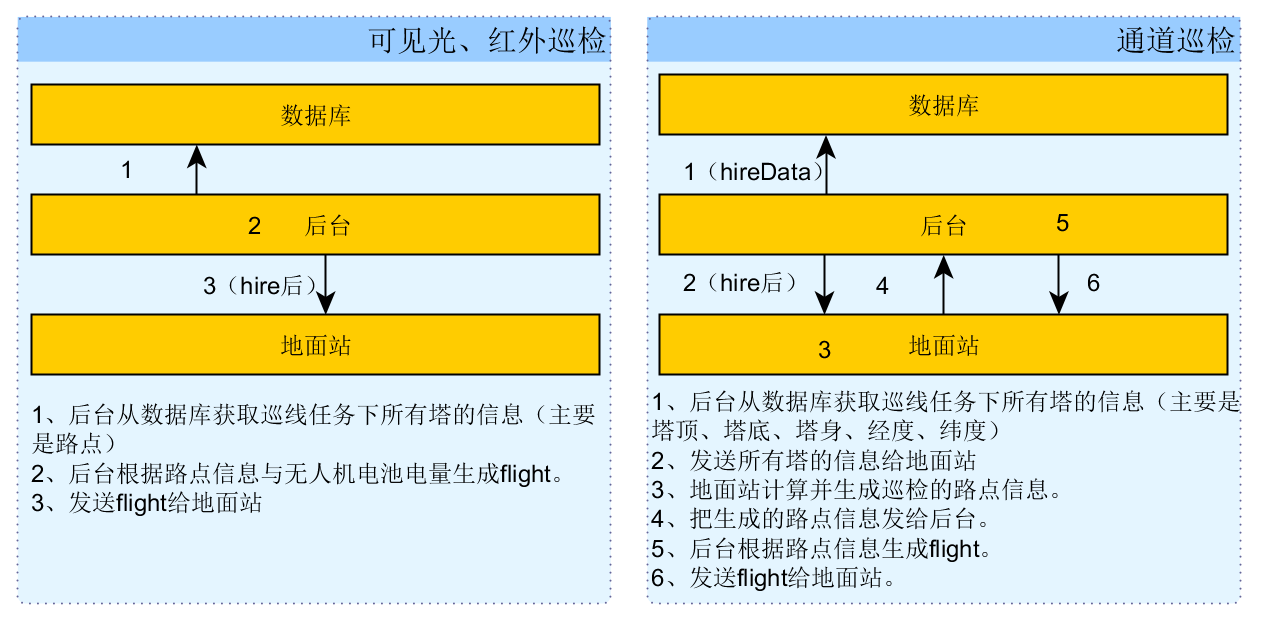 可见光、红外巡检
数据库
1
2 后台
3（hire后）
地面站
1、后台从数据库获取巡线任务下所有塔的信息（主要
是路点）
2、后台根据路点信息与无人机电池电量生成flight。
3、发送flight给地面站
通道巡检
数据库
1（hireData）
后台 5
2（hire后） 4 6
3 地面站
1、后台从数据库获取巡线任务下所有塔的信息（主要是
塔顶、塔底、塔身、经度、纬度）
2、发送所有塔的信息给地面站
3、地面站计算并生成巡检的路点信息。
4、把生成的路点信息发给后台。
5、后台根据路点信息生成flight。
6、发送flight给地面站。